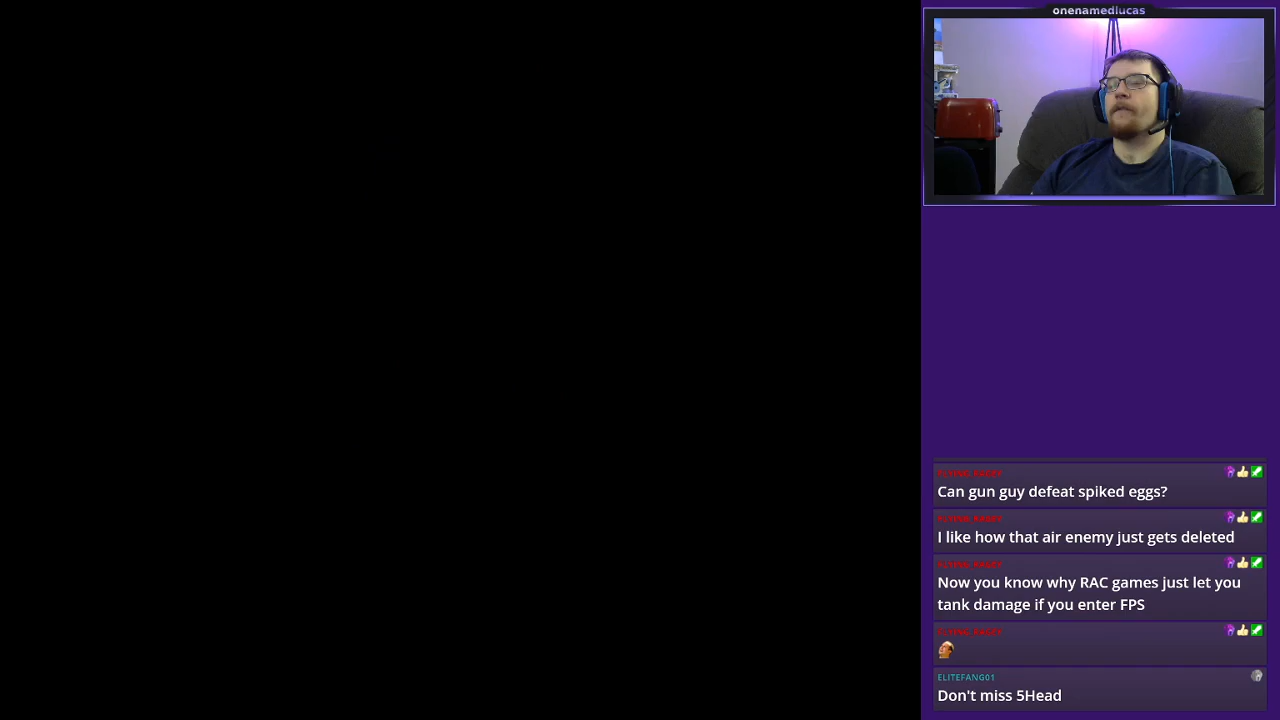 onenamedlucas
Can gun guy defeat spiked eggs?
I like how that air enemy just gets deleted
Now you know why RAC games just let you
tank damage if you enter FPS
ELITEFANG01
Don't miss 5Head